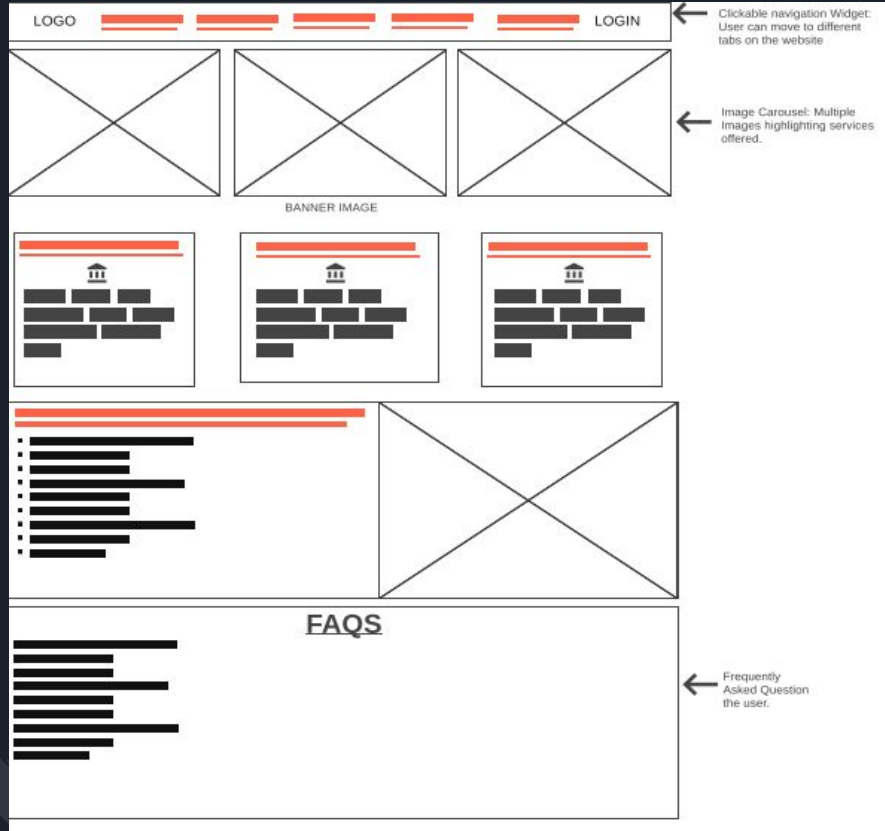 LOGO
LOGIN
Clickable navigation Widget:
User can move to different
tabs on the website
Image Carousel: Multiple
Images highlighting services
offered.
BANNER IMAGE
FAQS
Frequently
Asked Question
the user.